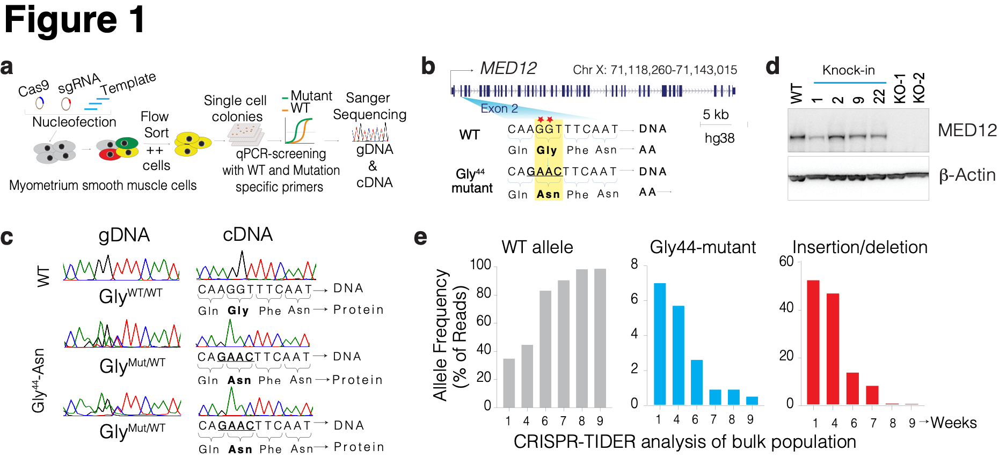 Figure 1
a
Cas9 sgRNA Template
Nucleofection
Flow
Sort
++
cells
Myometrium smooth muscle cells
Single cell
colonies
Mutant
WT
qPCR-screening
with WT and Mutation
specific primers
Sanger
Sequencing
gDNA
&
cDNA
b
MED12 Chr X: 71,118,260-71,143,015
Exon 2
5 kb
hg38
WT
CAAGGTTTCAAT DNA
Gln Gly Phe Asn AA
Gly44
mutant
CAGAACTTCAAT DNA
Gln Asn Phe Asn AA
d
Knock-in
WT 1 2 9 22 KO-1 KO-2
MED12
β-Actin
c
gDNA cDNA
WT
GlyWT/WT
CAAGGTTTCAAT DNA
Gln Gly Phe Asn Protein
Gly44-Asn
GlyMut/WT
CAGAACTTCAAT DNA
Gln Asn Phe Asn Protein
GlyMut/WT
CAGAACTTCAAT DNA
Gln Asn Phe Asn Protein
e
WT allele
Allele Frequency
(% of Reads)
100
80
60
40
20
0
1 4 6 7 8 9
Gly44-mutant
8
6
4
2
0
1 4 6 7 8 9
Insertion/deletion
60
40
20
0
1 4 6 7 8 9 Weeks
CRISPR-TIDER analysis of bulk population